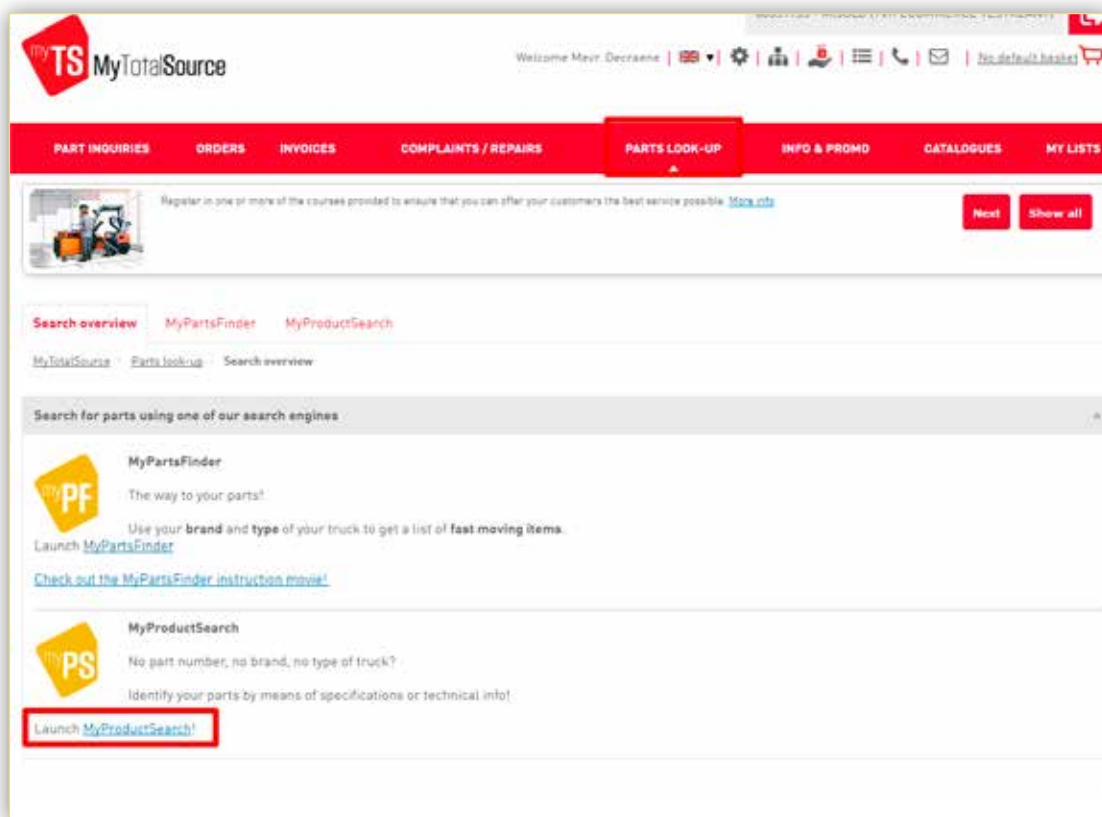 myTS MyTotalSource
Welcome Mevr. Decraene | | | | | | | No default basket
PART INQUIRIES ORDERS INVOICES COMPLAINTS / REPAIRS PARTS LOOK-UP INFO & PROMO CATALOGUES MY LISTS
Register in one or more of the courses provided to ensure that you can offer your customers the best service possible. More info
Next Show all
Search overview MyPartsFinder MyProductSearch
MyTotalSource Parts look-up Search overview
Search for parts using one of our search engines
myPF
MyPartsFinder
The way to your parts!
Use your brand and type of your truck to get a list of fast moving items.
Launch MyPartsFinder
Check out the MyPartsFinder instruction movie!
myPS
MyProductSearch
No part number, no brand, no type of truck?
Identify your parts by means of specifications or technical info!
Launch MyProductSearch!